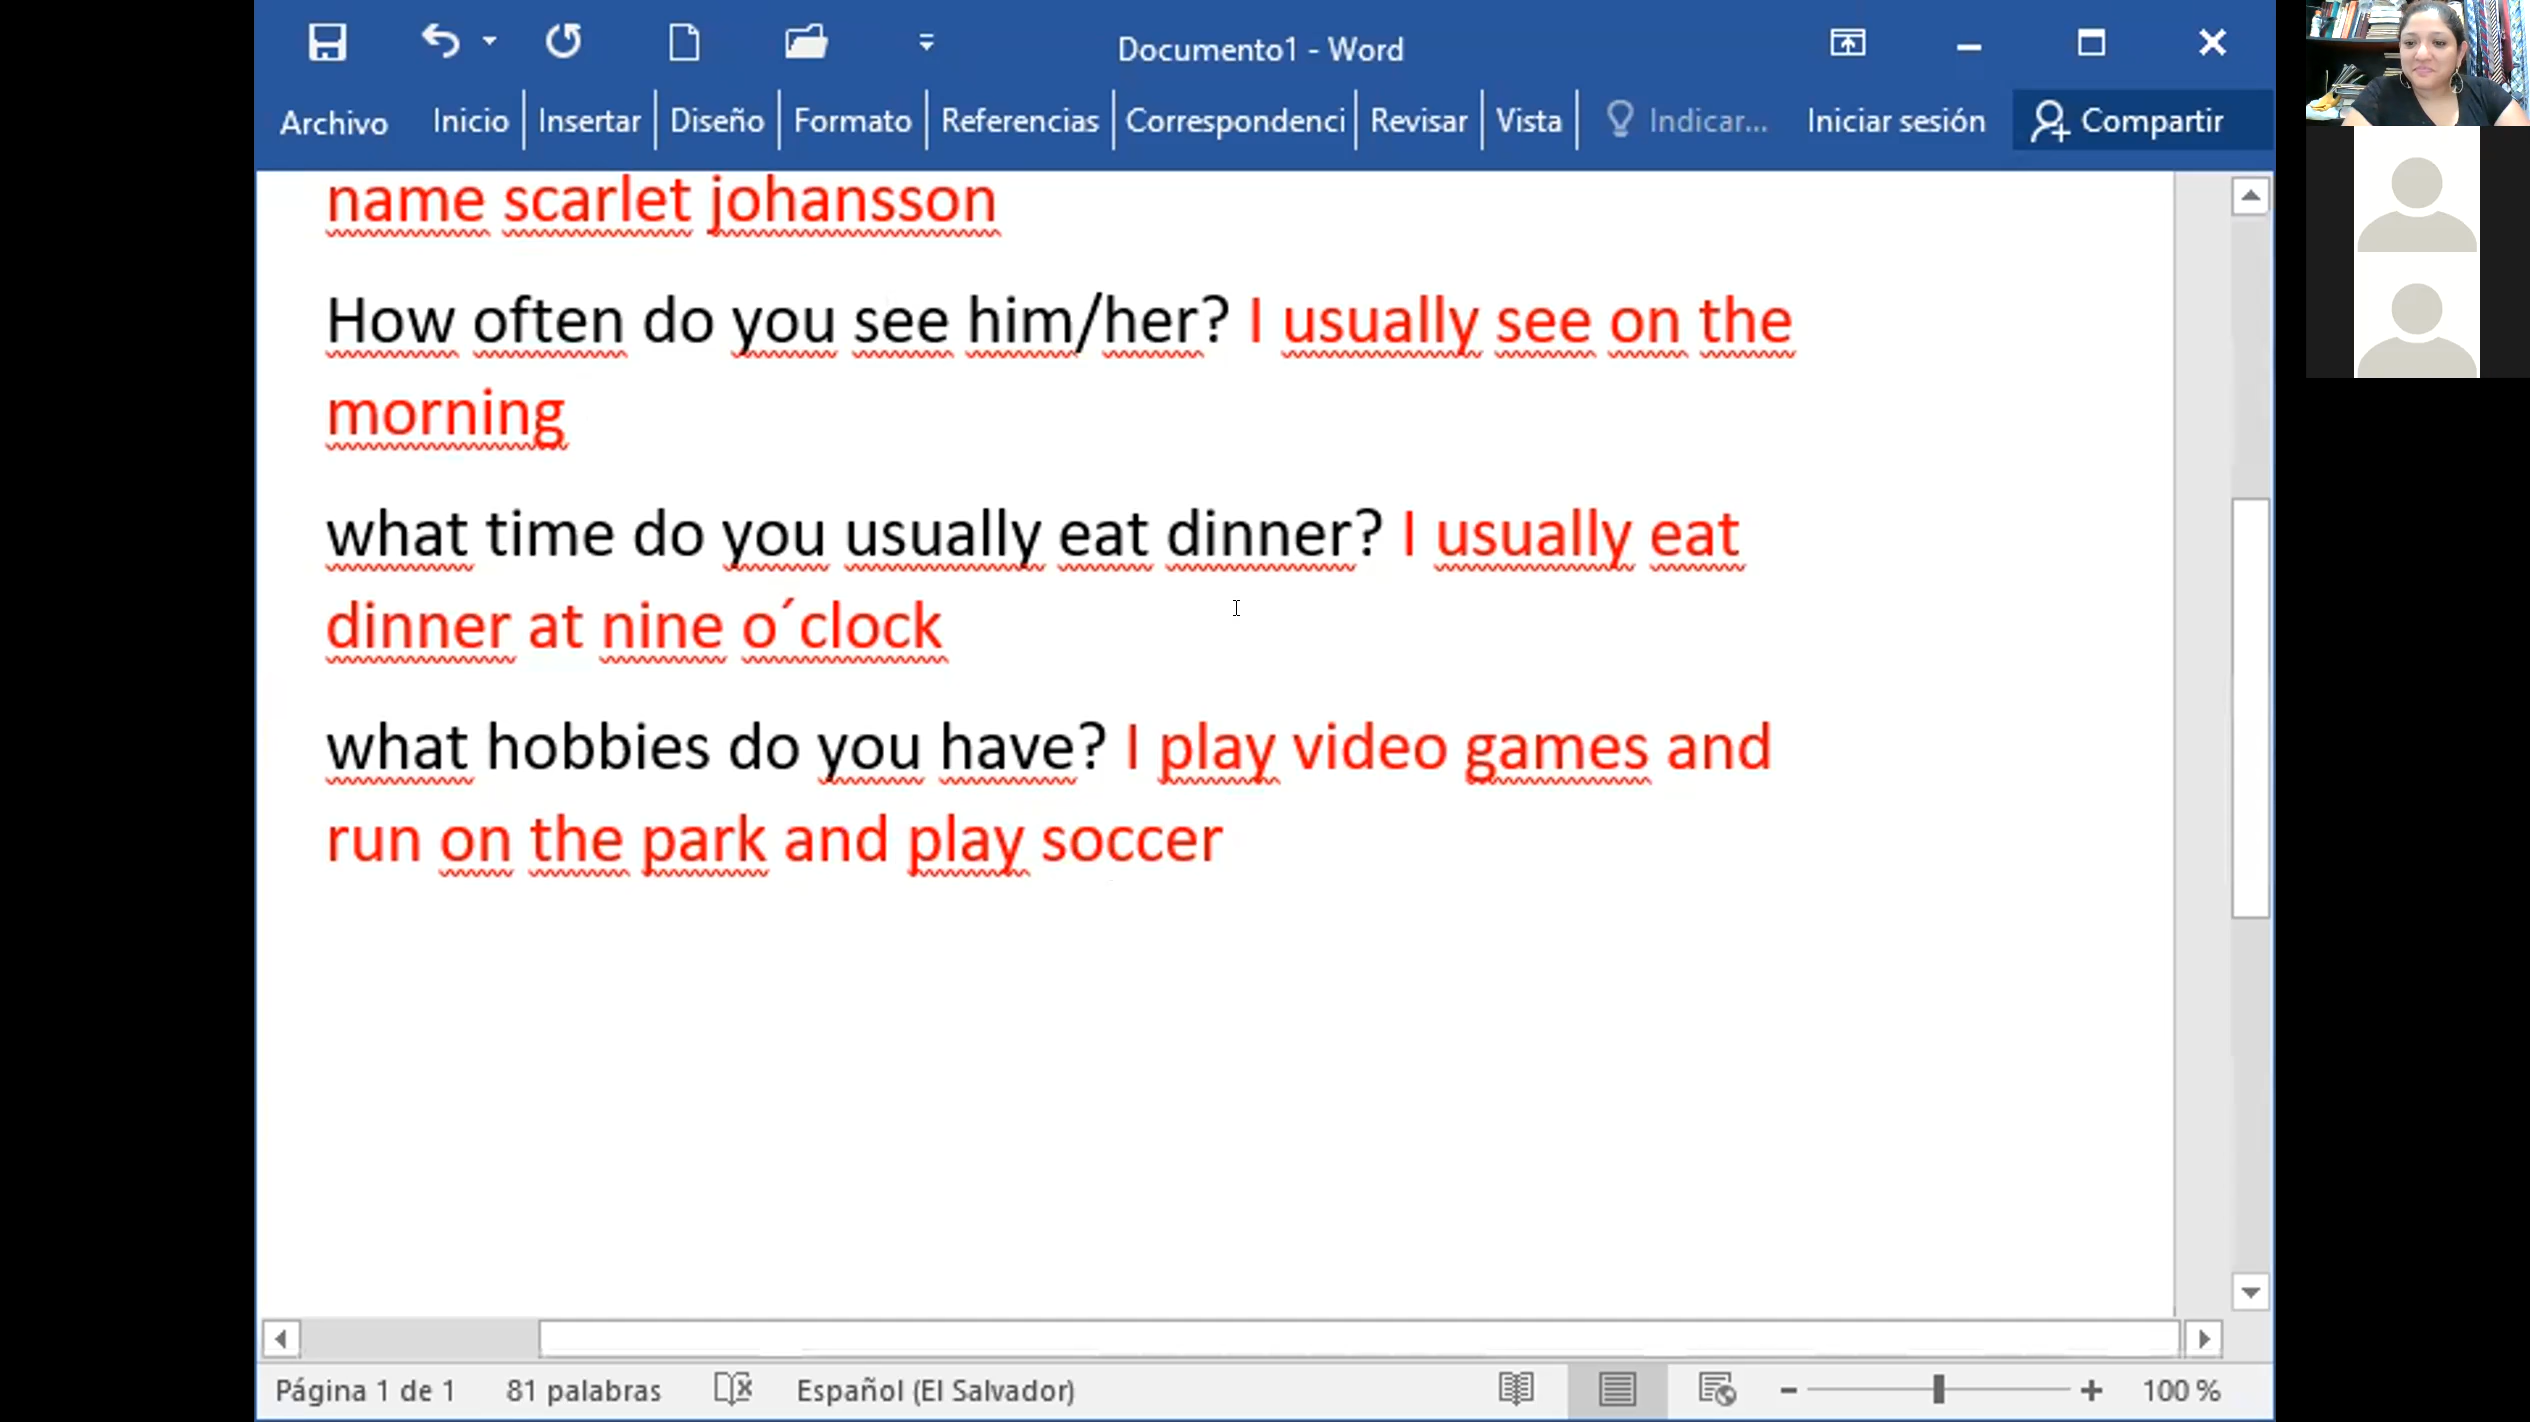 Documento1 - Word
Archivo Inicio Insertar Diseño Formato Referencias Correspondenci Revisar Vista Indicar... Iniciar sesión Compartir
name scarlet johansson
How often do you see him/her? I usually see on the
morning
what time do you usually eat dinner? I usually eat
dinner at nine o´clock
what hobbies do you have? I play video games and
run on the park and play soccer
Página 1 de 1 81 palabras Español (El Salvador) 100 %